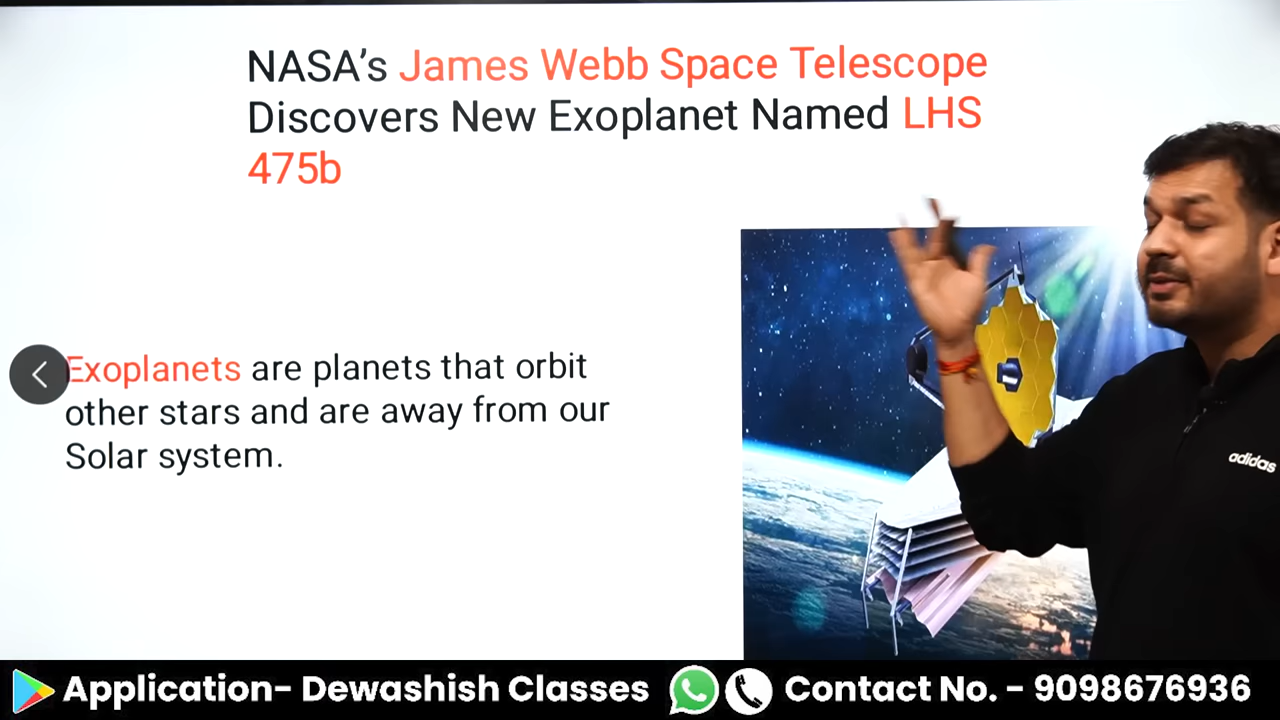 NASA’s James Webb Space Telescope
Discovers New Exoplanet Named LHS
475b
Exoplanets are planets that orbit
other stars and are away from our
Solar system.
adidas
Application- Dewashish Classes
Contact No. - 9098676936